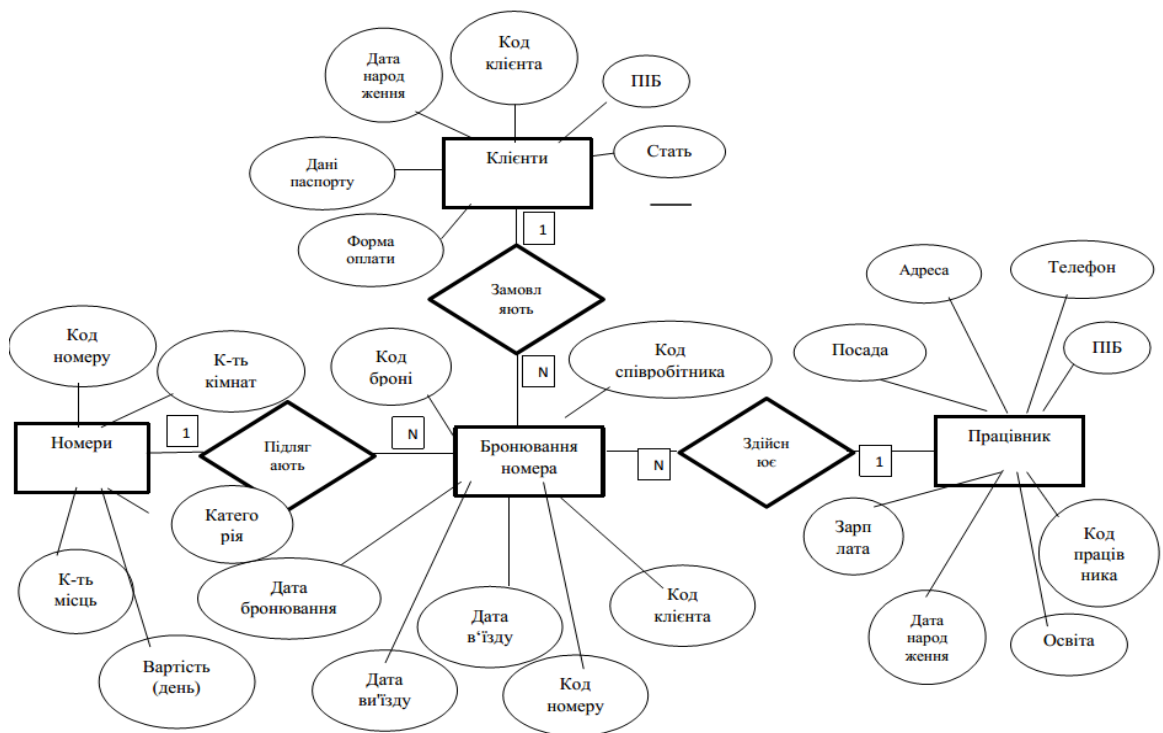 Код
клієнта
Дата
народ
ження
ПІБ
Клієнти
Стать
Дані
паспорту
Форма
оплати
1
Замовл
яють
N
Адреса
Телефон
Посада
ПІБ
Код
номеру
К-ть
кімнат
Код
броні
Код
співробітника
Номери
1
Підляг
ають
N
Бронювання
номера
N
Здійсн
ює
1
Працівник
Катего
рія
К-ть
місць
Вартість
(день)
Дата
бронювання
Дата
ви'їзду
Дата
в‘їзду
Код
номеру
Код
клієнта
Зарп
лата
Код
праців
ника
Дата
народ
ження
Освіта